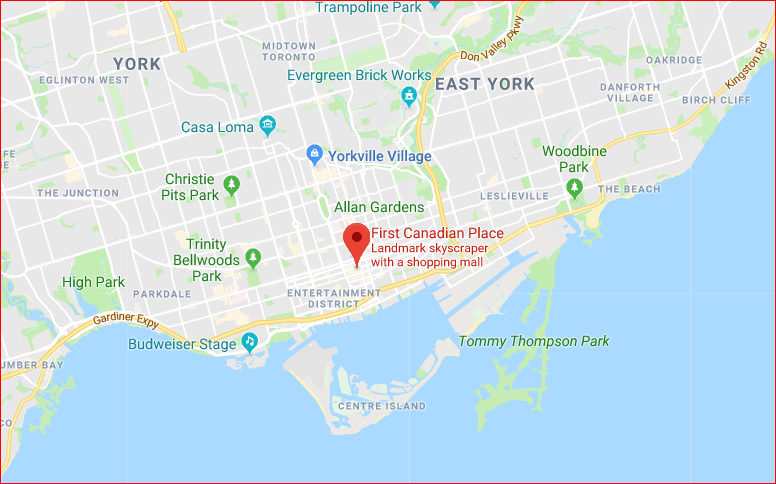 Trampoline Park
MIDTOWN
TORONTO
Don Valley Pkwy
YORK
OAKRIDGE
Kingston Rd
EGLINTON WEST
Evergreen Brick Works
EAST YORK
DANFORTH
VILLAGE
BIRCH CLIFF
Casa Loma
FE
E
Yorkville Village
Woodbine
Park
Christie
Pits Park
THE JUNCTION
LESLIEVILLE
THE BEACH
Allan Gardens
First Canadian Place
Landmark skyscraper
with a shopping mall
Trinity
Bellwoods
Park
High Park
PARKDALE
ENTERTAINMENT
DISTRICT
Gardiner Expy
Budweiser Stage
Tommy Thompson Park
UMBER BAY
CENTRE ISLAND
CO